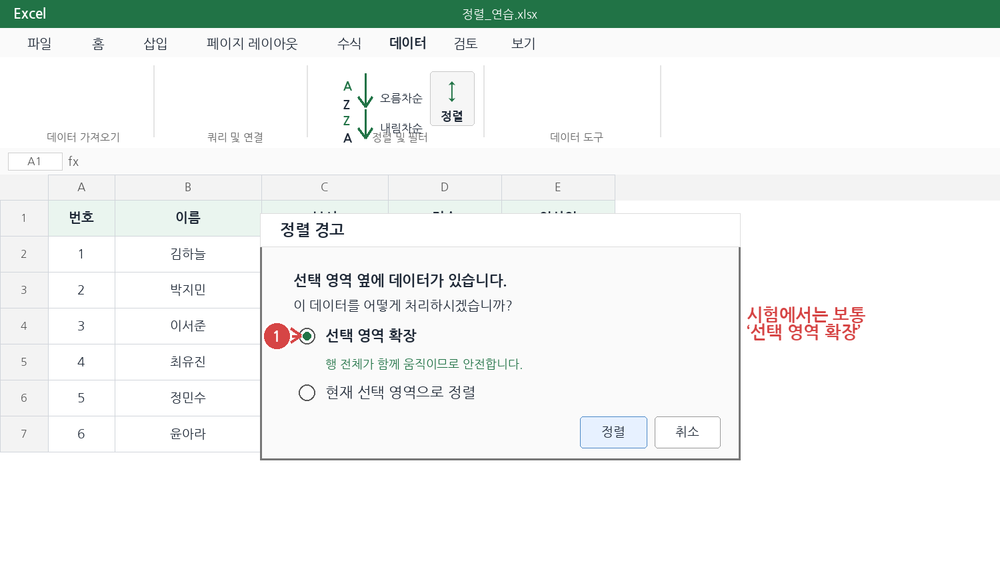 Excel
정렬_연습.xlsx
파일 홈 삽입 페이지 레이아웃 수식 데이터 검토 보기
A
Z 오름차순
Z
A 내림차순
정렬
데이터 가져오기 쿼리 및 연결 정렬 및 필터 데이터 도구
A1 fx
A B C D E
1 번호 이름
2 1 김하늘
3 2 박지민
4 3 이서준
5 4 최유진
6 5 정민수
7 6 윤아라
정렬 경고
선택 영역 옆에 데이터가 있습니다.
이 데이터를 어떻게 처리하시겠습니까?
1 선택 영역 확장
행 전체가 함께 움직이므로 안전합니다.
현재 선택 영역으로 정렬
정렬 취소
시험에서는 보통
‘선택 영역 확장’